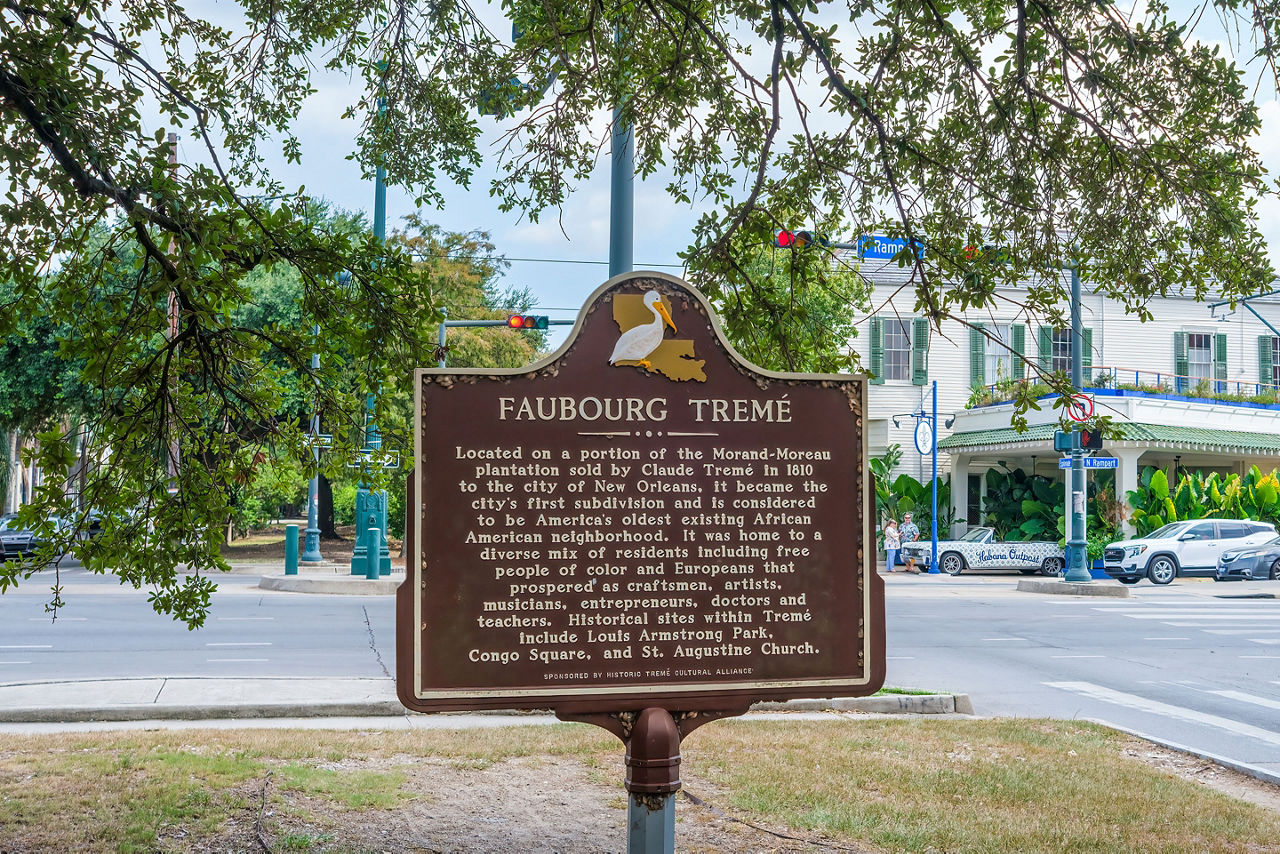 N Rampart
FAUBOURG TREMÉ
Located on a portion of the Morand-Moreau
plantation sold by Claude Tremé in 1810
to the city of New Orleans, it became the
city's first subdivision and is considered
to be America's oldest existing African
American neighborhood. It was home to a
diverse mix of residents including free
people of color and Europeans that
prospered as craftsmen, artists,
musicians, entrepreneurs, doctors and
teachers. Historical sites within Tremé
include Louis Armstrong Park,
Congo Square, and St. Augustine Church.
SPONSORED BY HISTORIC TREMÉ CULTURAL ALLIANCE
N Rampart
Habana Outpost